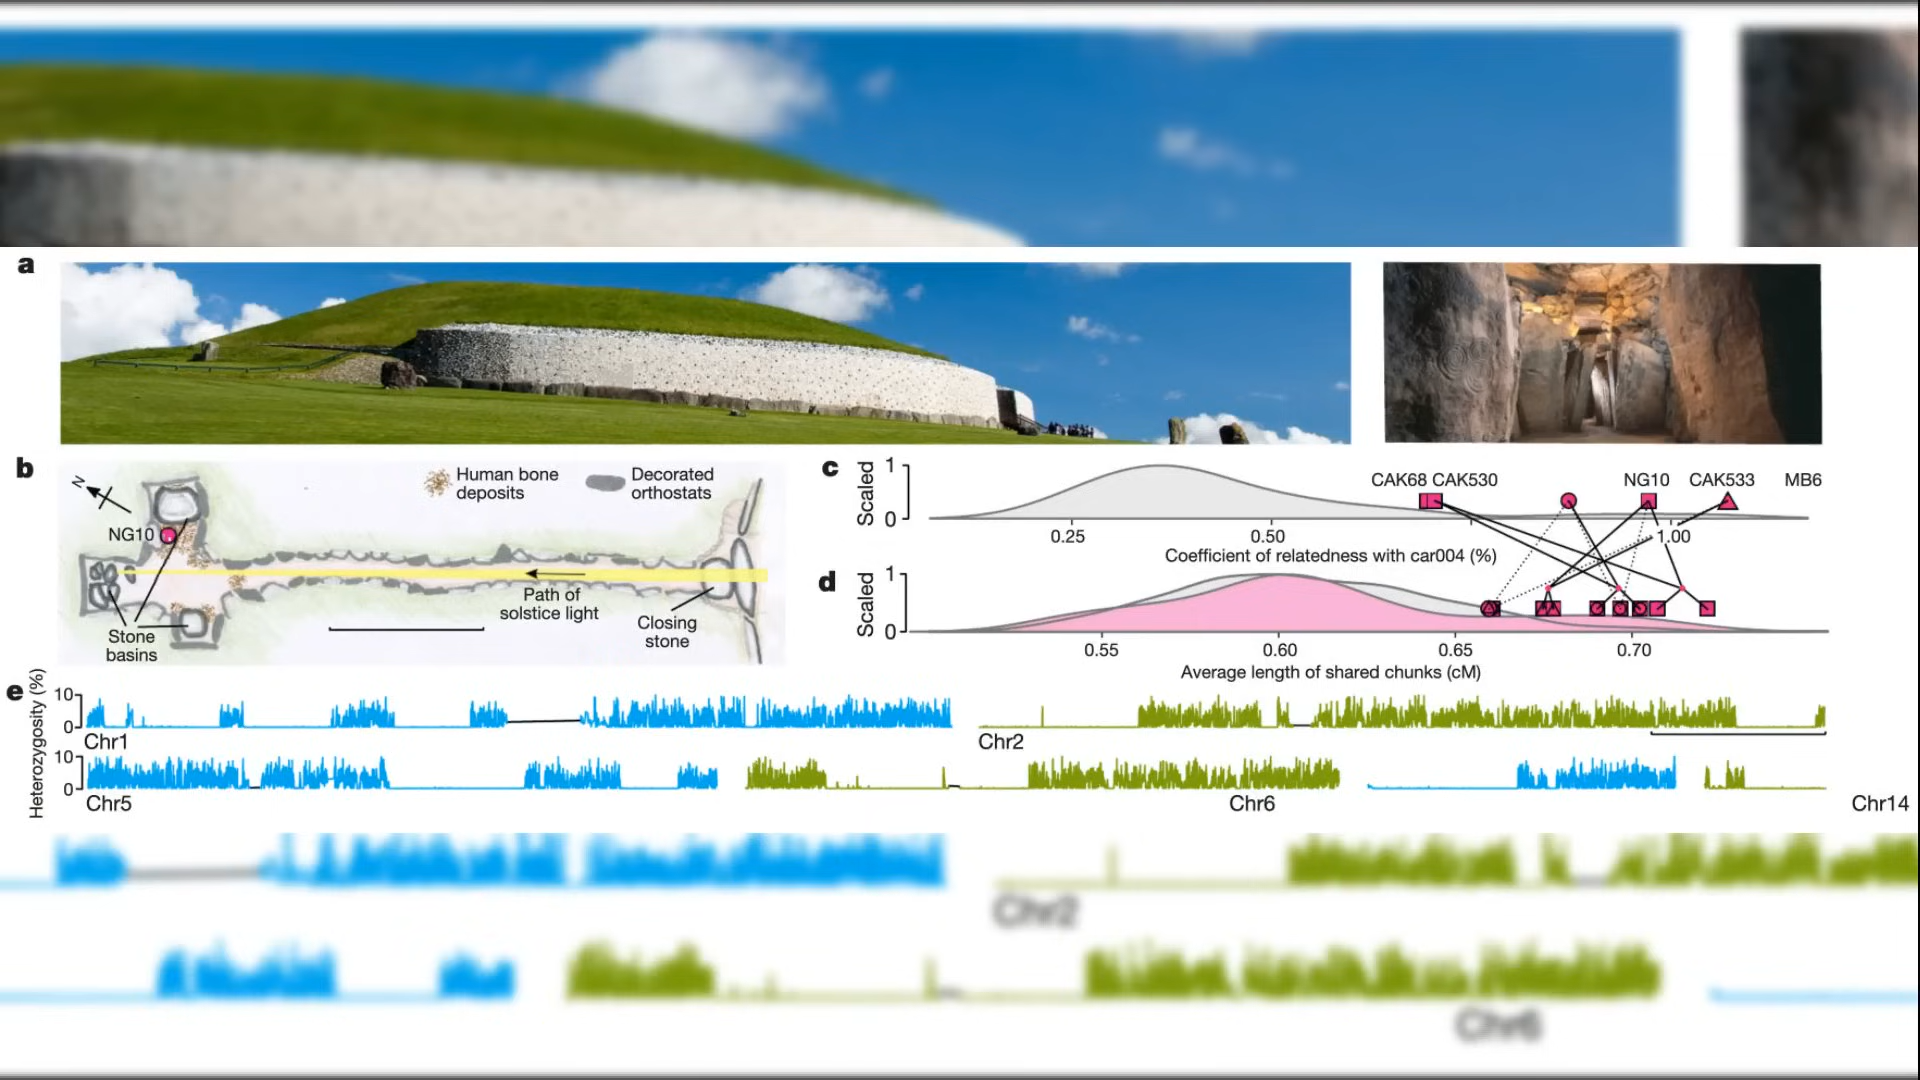 a
b
N
NG10
Human bone
deposits
Decorated
orthostats
Path of
solstice light
Closing
stone
Stone
basins
c
Scaled
1
0
CAK68 CAK530
NG10
CAK533
MB6
0.25
0.50
1.00
Coefficient of relatedness with car004 (%)
d
Scaled
1
0
0.55
0.60
0.65
0.70
Average length of shared chunks (cM)
e
Heterozygosity (%)
10
0
Chr1
Chr2
10
0
Chr5
Chr6
Chr14
Chr2
Chr6